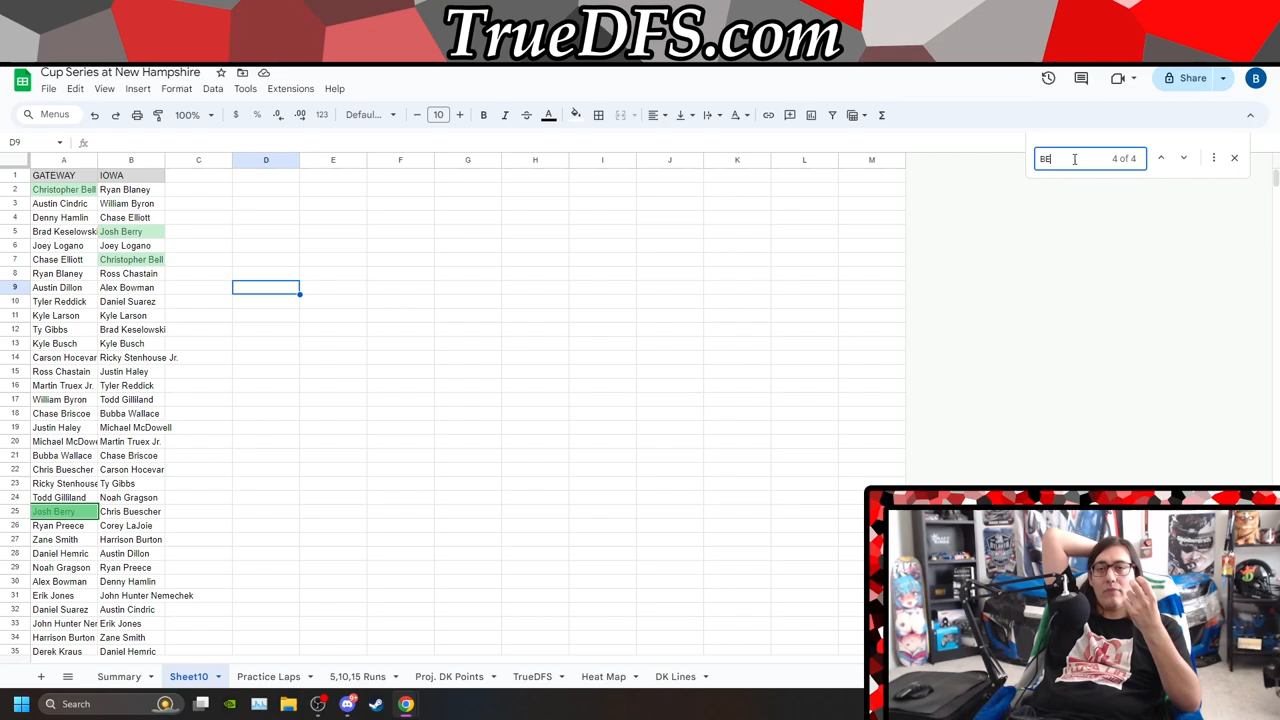 TrueDFS.com
Cup Series at New Hampshire
File Edit View Insert Format Data Tools Extensions Help
Share B
Menus 100% $ % .0 .00 123 Defaul... 10 B A
D9 fx
BE 4 of 4
A B C D E F G H I J K L M
1 GATEWAY IOWA
2 Christopher Bell Ryan Blaney
3 Austin Cindric William Byron
4 Denny Hamlin Chase Elliott
5 Brad Keselowski Josh Berry
6 Joey Logano Joey Logano
7 Chase Elliott Christopher Bell
8 Ryan Blaney Ross Chastain
9 Austin Dillon Alex Bowman
10 Tyler Reddick Daniel Suarez
11 Kyle Larson Kyle Larson
12 Ty Gibbs Brad Keselowski
13 Kyle Busch Kyle Busch
14 Carson Hocevar Ricky Stenhouse Jr.
15 Ross Chastain Justin Haley
16 Martin Truex Jr. Tyler Reddick
17 William Byron Todd Gilliland
18 Chase Briscoe Bubba Wallace
19 Justin Haley Michael McDowell
20 Michael McDowe Martin Truex Jr.
21 Bubba Wallace Chase Briscoe
22 Chris Buescher Carson Hocevar
23 Ricky Stenhouse Ty Gibbs
24 Todd Gilliland Noah Gragson
25 Josh Berry Chris Buescher
26 Ryan Preece Corey LaJoie
27 Zane Smith Harrison Burton
28 Daniel Hemric Austin Dillon
29 Noah Gragson Ryan Preece
30 Alex Bowman Denny Hamlin
31 Erik Jones John Hunter Nemechek
32 Daniel Suarez Austin Cindric
33 John Hunter Nem Erik Jones
34 Harrison Burton Zane Smith
35 Derek Kraus Daniel Hemric
Summary Sheet10 Practice Laps 5,10,15 Run Proj. DK Points TrueDFS Heat Map DK Lines
Search